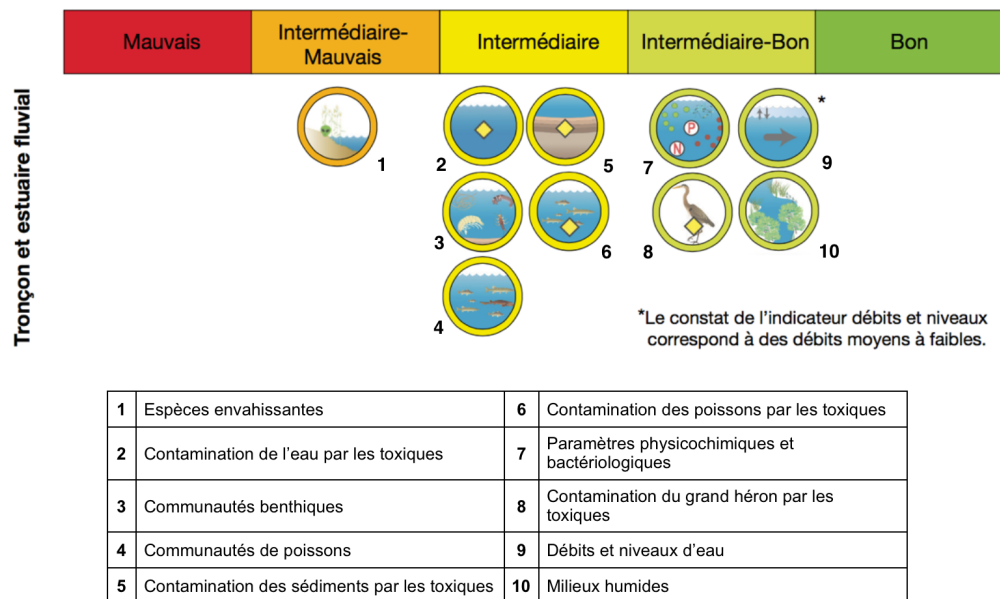 Mauvais
Intermédiaire-
Mauvais
Intermédiaire
Intermédiaire-Bon
Bon
Tronçon et estuaire fluvial
1
2
5
3
6
4
P
N
7
*
9
8
10
*Le constat de l'indicateur débits et niveaux
correspond à des débits moyens à faibles.
1 Espèces envahissantes
6 Contamination des poissons par les toxiques
2 Contamination de l'eau par les toxiques
7 Paramètres physicochimiques et
bactériologiques
3 Communautés benthiques
8 Contamination du grand héron par les
toxiques
4 Communautés de poissons
9 Débits et niveaux d'eau
5 Contamination des sédiments par les toxiques
10 Milieux humides